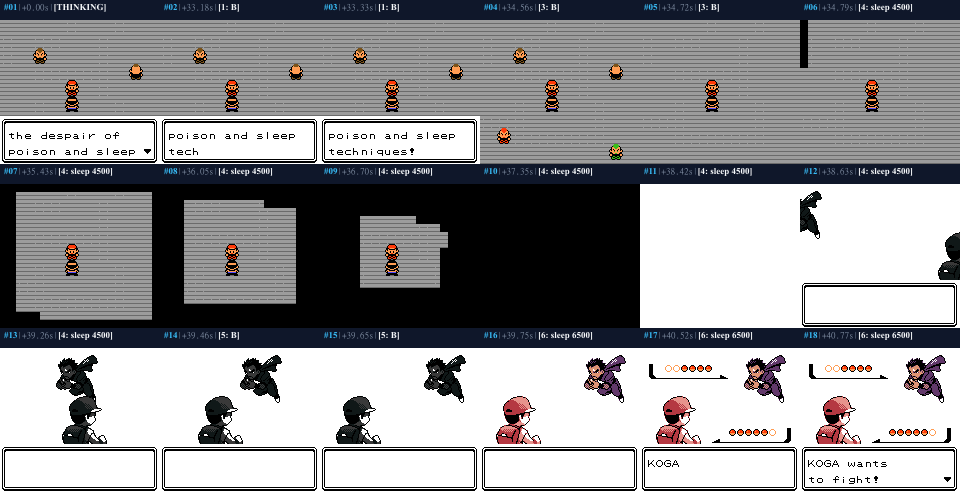 #01|+0.00s|[THINKING]
#02|+33.18s|[1: B]
#03|+33.33s|[1: B]
#04|+34.56s|[3: B]
#05|+34.72s|[3: B]
#06|+34.79s|[4: sleep 4500]
the despair of
poison and sleep ▼
poison and sleep
tech
poison and sleep
techniques!
#07|+35.43s|[4: sleep 4500]
#08|+36.05s|[4: sleep 4500]
#09|+36.70s|[4: sleep 4500]
#10|+37.35s|[4: sleep 4500]
#11|+38.42s|[4: sleep 4500]
#12|+38.63s|[4: sleep 4500]
#13|+39.26s|[4: sleep 4500]
#14|+39.46s|[5: B]
#15|+39.65s|[5: B]
#16|+39.75s|[6: sleep 6500]
#17|+40.52s|[6: sleep 6500]
#18|+40.77s|[6: sleep 6500]
KOGA
KOGA wants
to fight! ▼